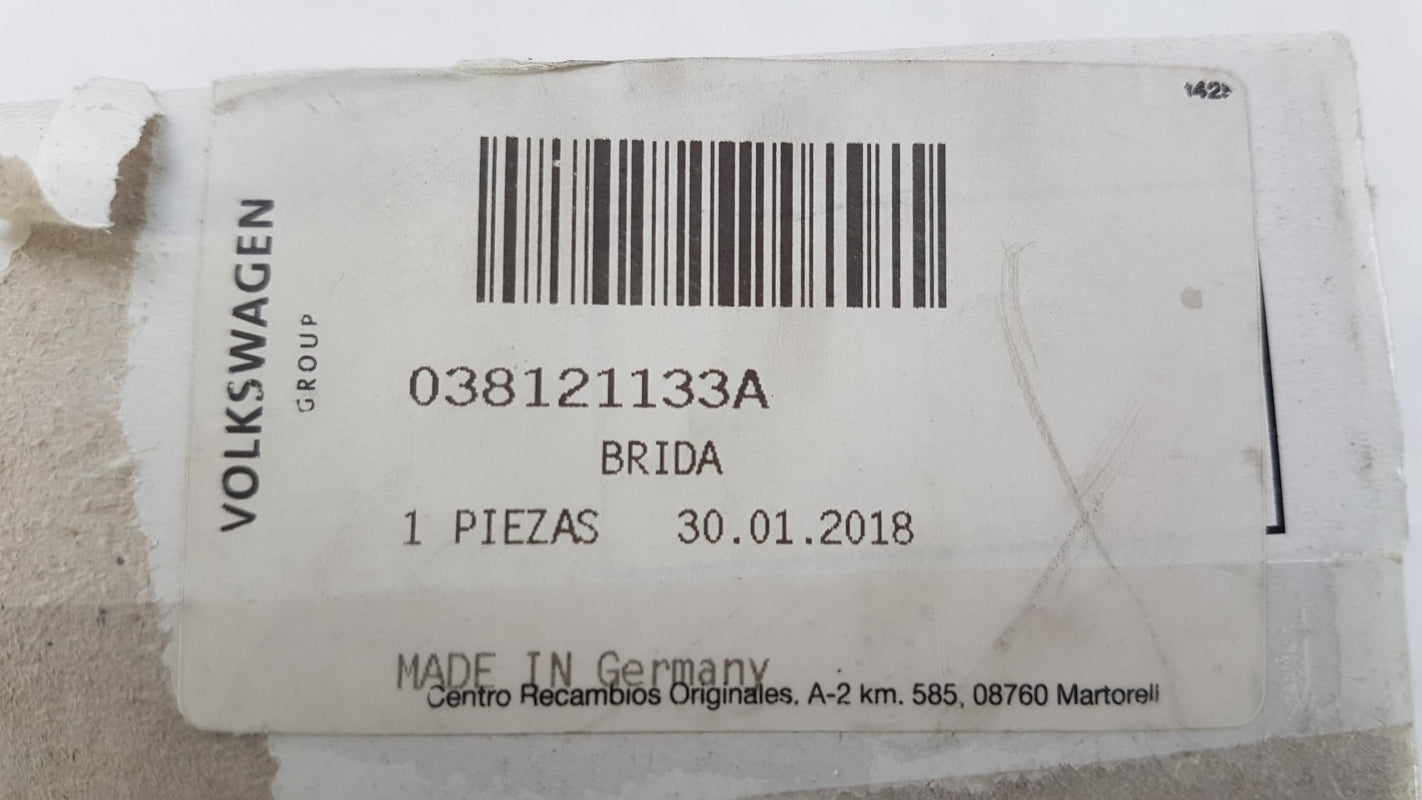 VOLKSWAGEN
GROUP
038121133A
BRIDA
1 PIEZAS 30.01.2018
MADE IN Germany
Centro Recambios Originales. A-2 km. 585, 08760 Martorell